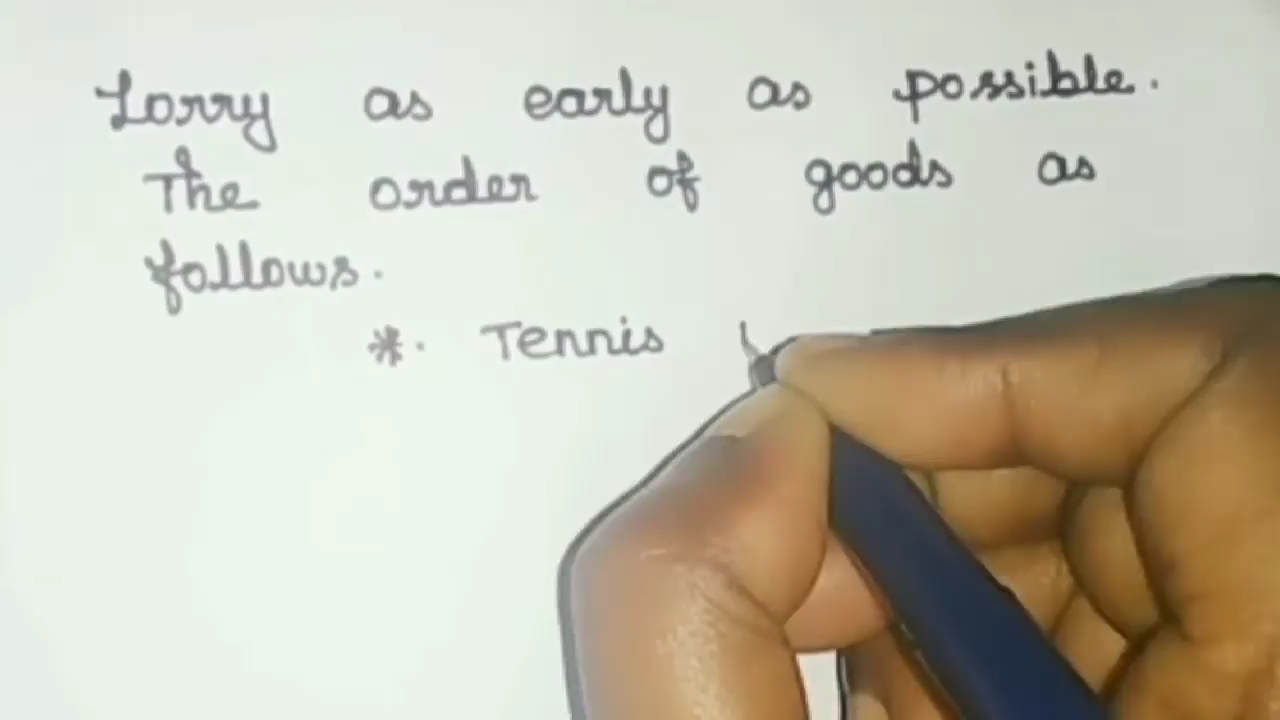 Lorry as early as possible.
The order of goods as
follows.
*. Tennis